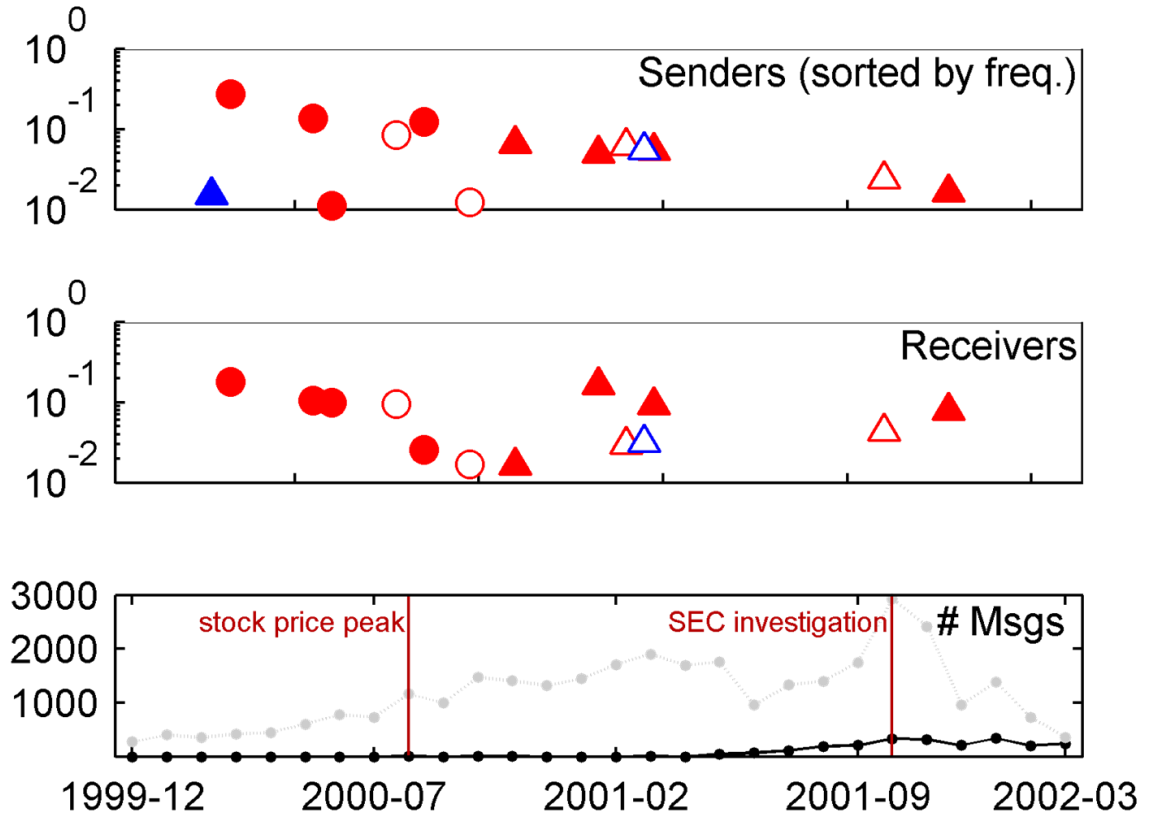 10^0
Senders (sorted by freq.)
10^-1
10^-2
10^0
Receivers
10^-1
10^-2
3000
stock price peak
SEC investigation
# Msgs
2000
1000
1999-12
2000-07
2001-02
2001-09
2002-03